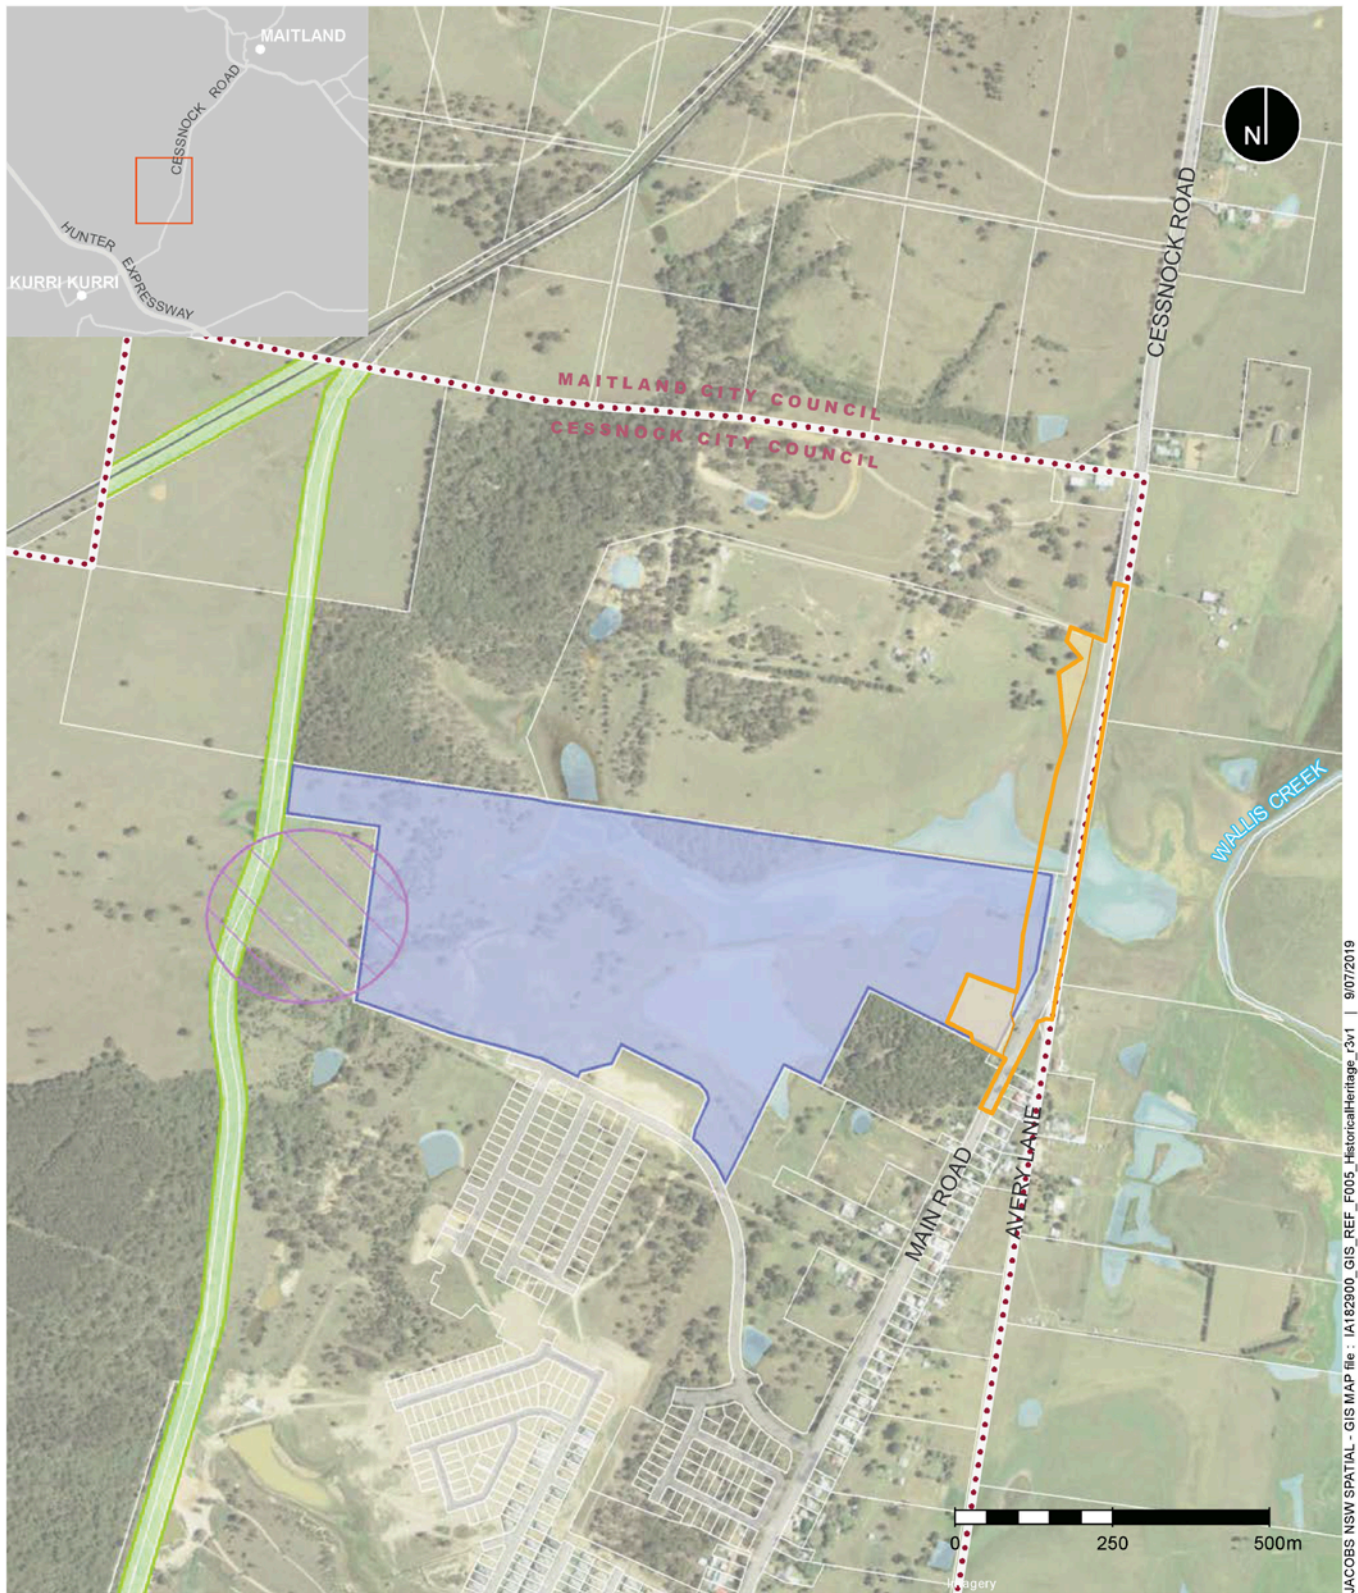 MAITLAND
CESSNOCK ROAD
HUNTER EXPRESSWAY
KURRI KURRI
N
CESSNOCK ROAD
MAITLAND CITY COUNCIL
CESSNOCK CITY COUNCIL
WALLIS CREEK
MAIN ROAD
AVERY LANE
0 250 500m
Imagery
JACOBS NSW SPATIAL - GIS MAP file : IA182900_GIS_REF_F005_HistoricalHeritage_r3v1 | 9/07/2019